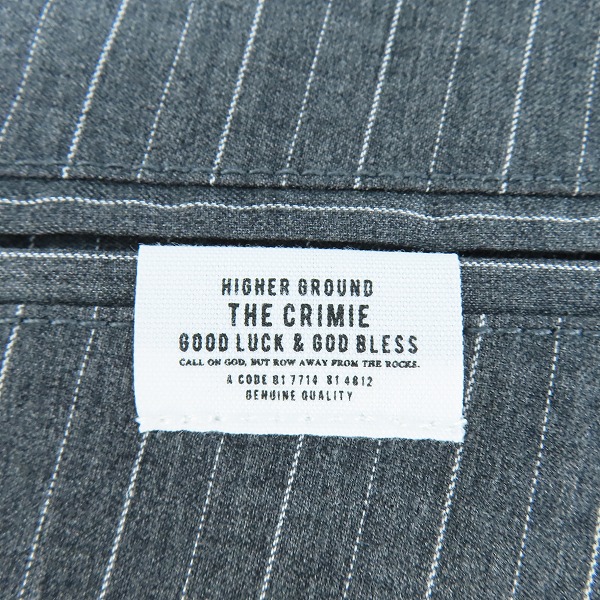 HIGHER GROUND
THE CRIMIE
GOOD LUCK & GOD BLESS
CALL ON GOD, BUT ROW AWAY FROM THE ROCKS.
A CODE 81 7714 81 4812
GENUINE QUALITY